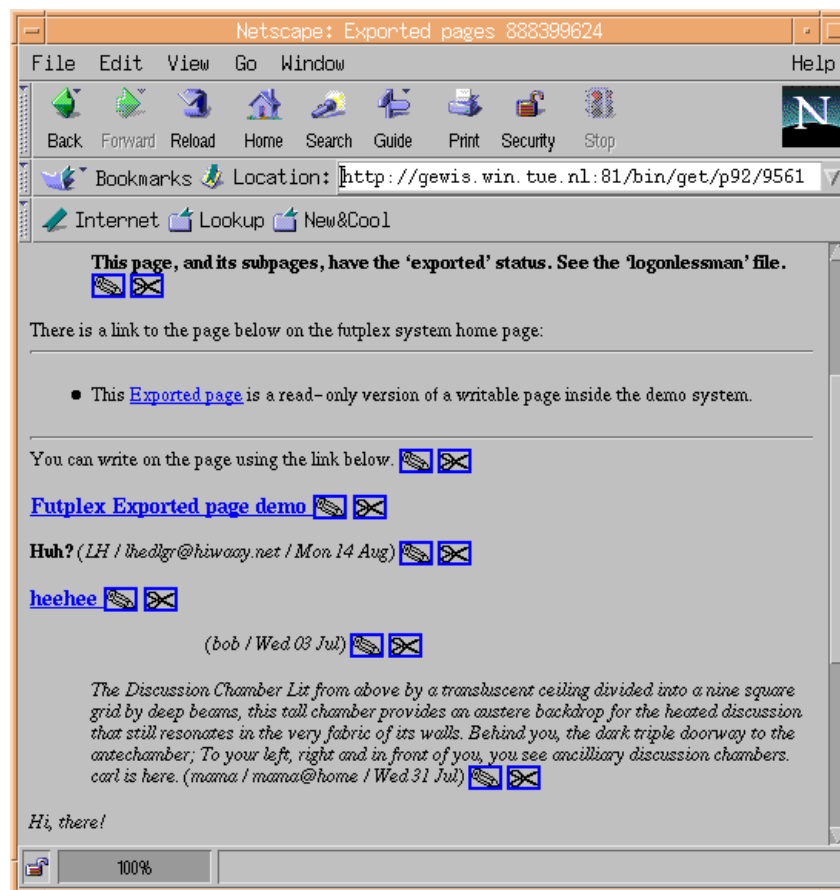 Netscape: Exported pages 888399624
File Edit View Go Window Help
Back Forward Reload Home Search Guide Print Security Stop
N
Bookmarks Location: http://gewis.win.tue.nl:81/bin/get/p92/9561
Internet Lookup New&Cool
This page, and its subpages, have the ‘exported’ status. See the ‘logonlessman’ file.
There is a link to the page below on the futplex system home page:
This Exported page is a read-only version of a writable page inside the demo system.
You can write on the page using the link below.
Futplex Exported page demo
Huh? (LH / lhedlgr@hiwaay.net / Mon 14 Aug)
heehee
(bob / Wed 03 Jul)
The Discussion Chamber Lit from above by a transluscent ceiling divided into a nine square
grid by deep beams, this tall chamber provides an austere backdrop for the heated discussion
that still resonates in the very fabric of its walls. Behind you, the dark triple doorway to the
antechamber; To your left, right and in front of you, you see ancilliary discussion chambers.
carl is here. (mama / mama@home / Wed 31 Jul)
Hi, there!
100%